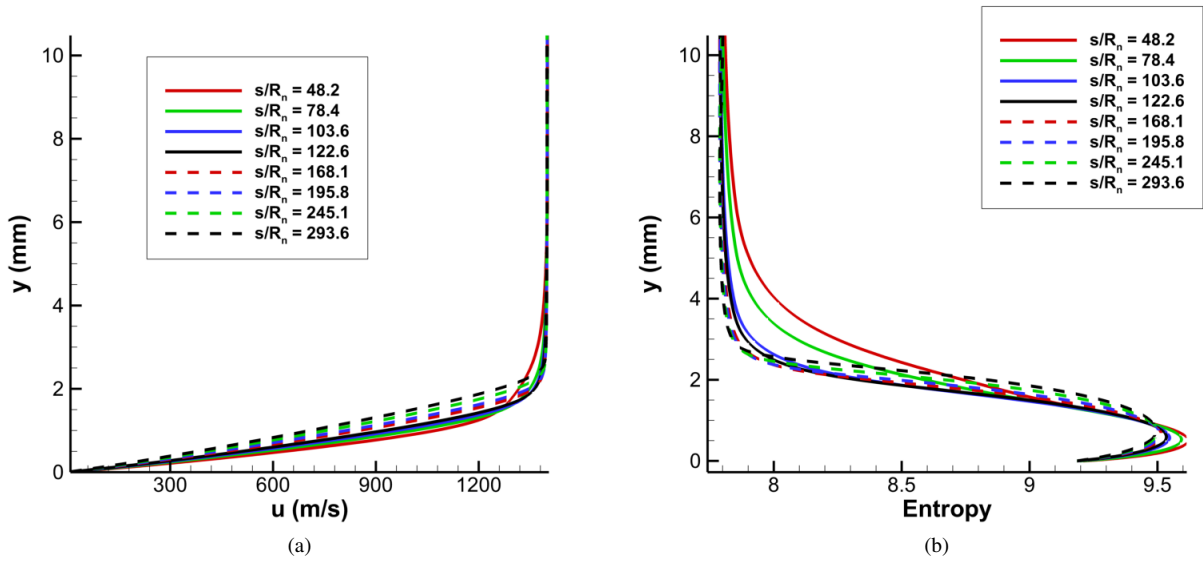 10
8
6
4
2
0
y (mm)
300
600
900
1200
u (m/s)
s/Rn = 48.2
s/Rn = 78.4
s/Rn = 103.6
s/Rn = 122.6
s/Rn = 168.1
s/Rn = 195.8
s/Rn = 245.1
s/Rn = 293.6
(a)
10
8
6
4
2
0
y (mm)
8
8.5
9
9.5
Entropy
s/Rn = 48.2
s/Rn = 78.4
s/Rn = 103.6
s/Rn = 122.6
s/Rn = 168.1
s/Rn = 195.8
s/Rn = 245.1
s/Rn = 293.6
(b)